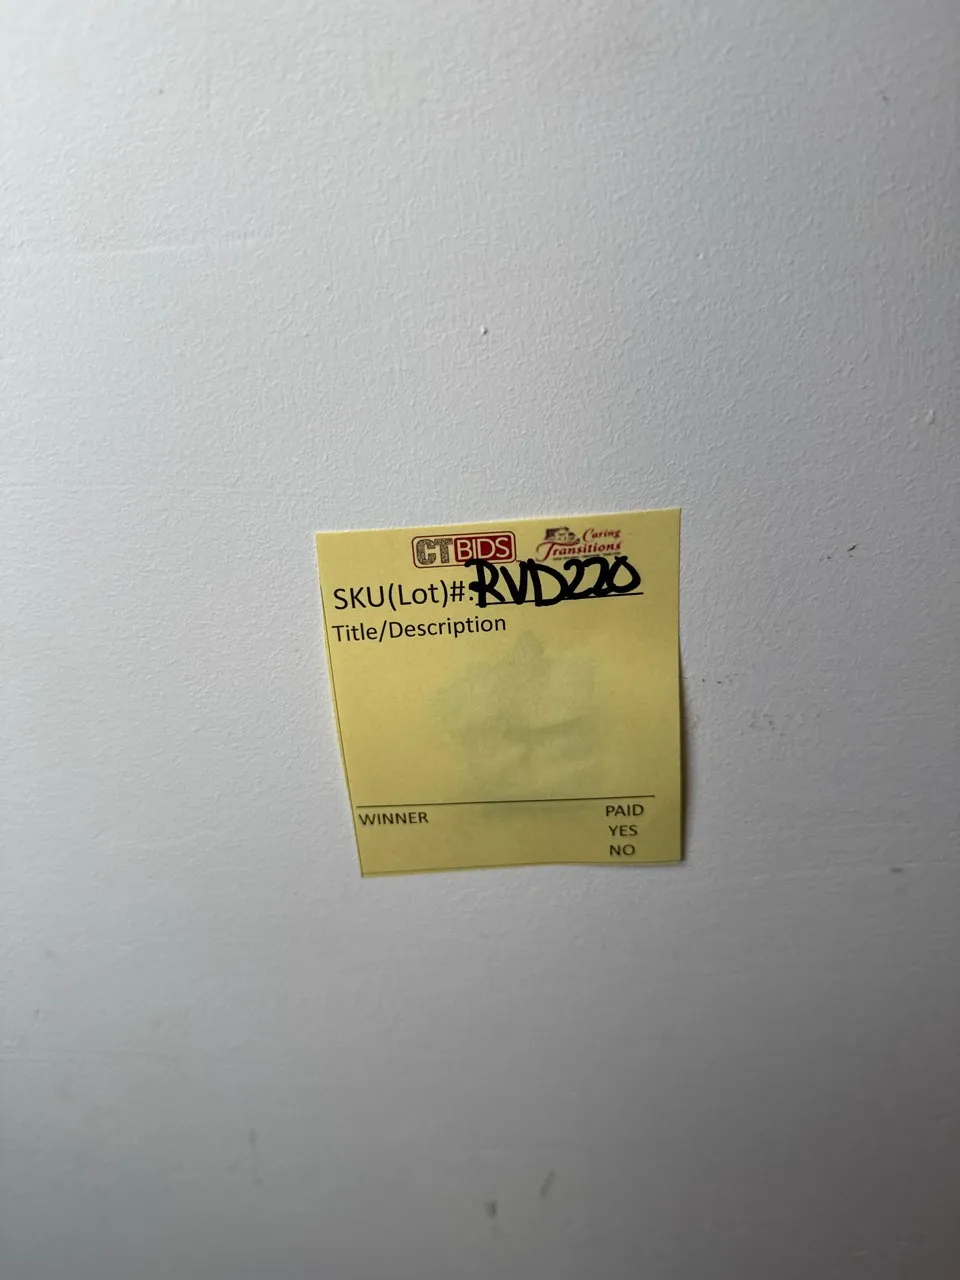 CTBIDS Caring Transitions
SKU(Lot)#: RVD220
Title/Description
WINNER PAID
YES
NO